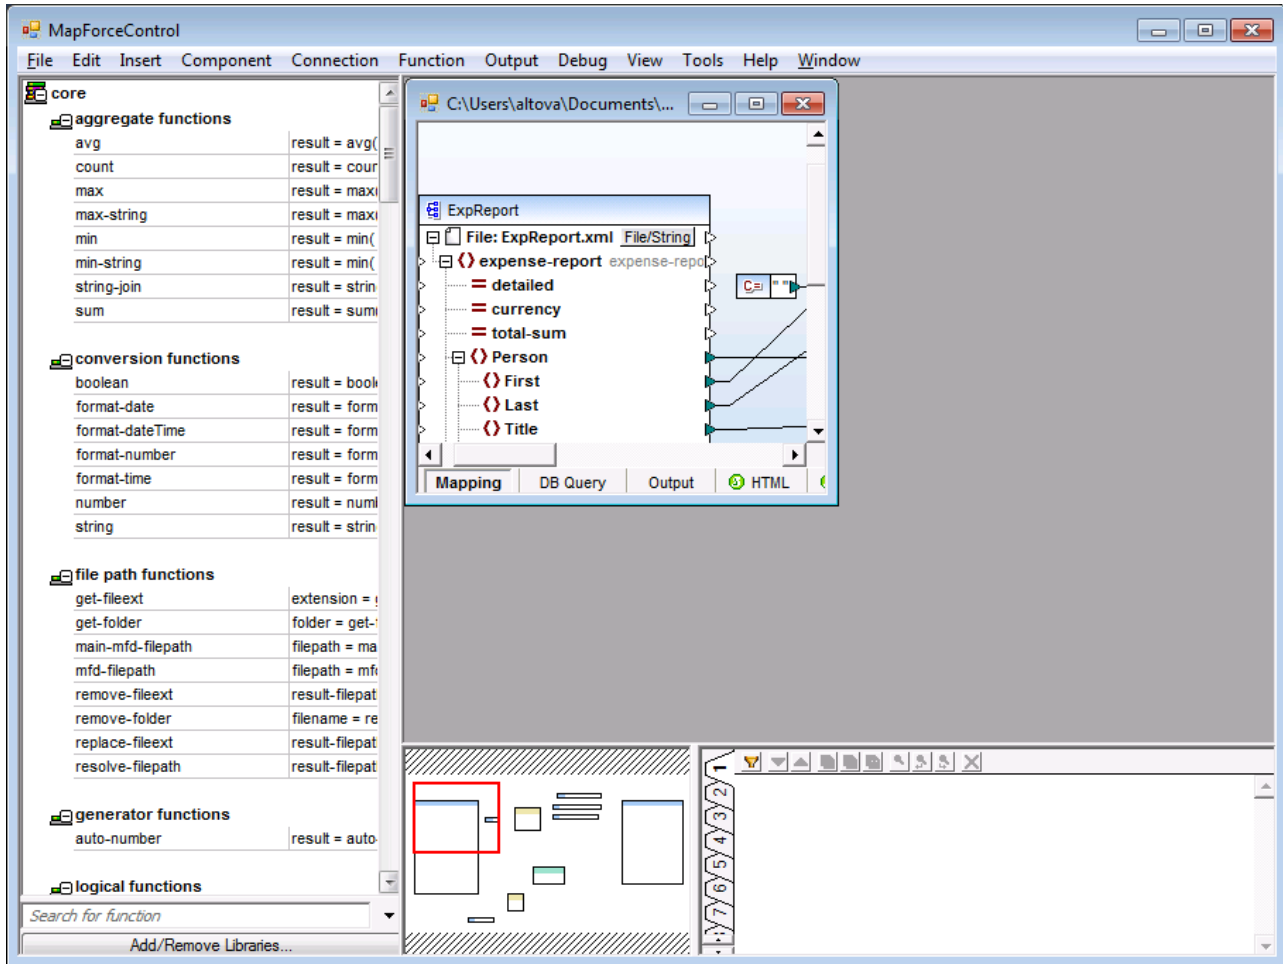 MapForceControl
File Edit Insert Component Connection Function Output Debug View Tools Help Window
core
aggregate functions
avg result = avg(
count result = cour
max result = max
max-string result = max
min result = min(
min-string result = min(
string-join result = strin
sum result = sum
conversion functions
boolean result = bool
format-date result = form
format-dateTime result = form
format-number result = form
format-time result = form
number result = num
string result = strin
file path functions
get-fileext extension =
get-folder folder = get-
main-mfd-filepath filepath = ma
mfd-filepath filepath = mf
remove-fileext result-filepat
remove-folder filename = re
replace-fileext result-filepat
resolve-filepath result-filepat
generator functions
auto-number result = auto-
logical functions
Search for function
Add/Remove Libraries...
C:\Users\altova\Documents\...
ExpReport
File: ExpReport.xml File/String
expense-report expense-repo
detailed
currency
total-sum
Person
First
Last
Title
C= " "
Mapping DB Query Output HTML
1
2
3
4
5
6
7